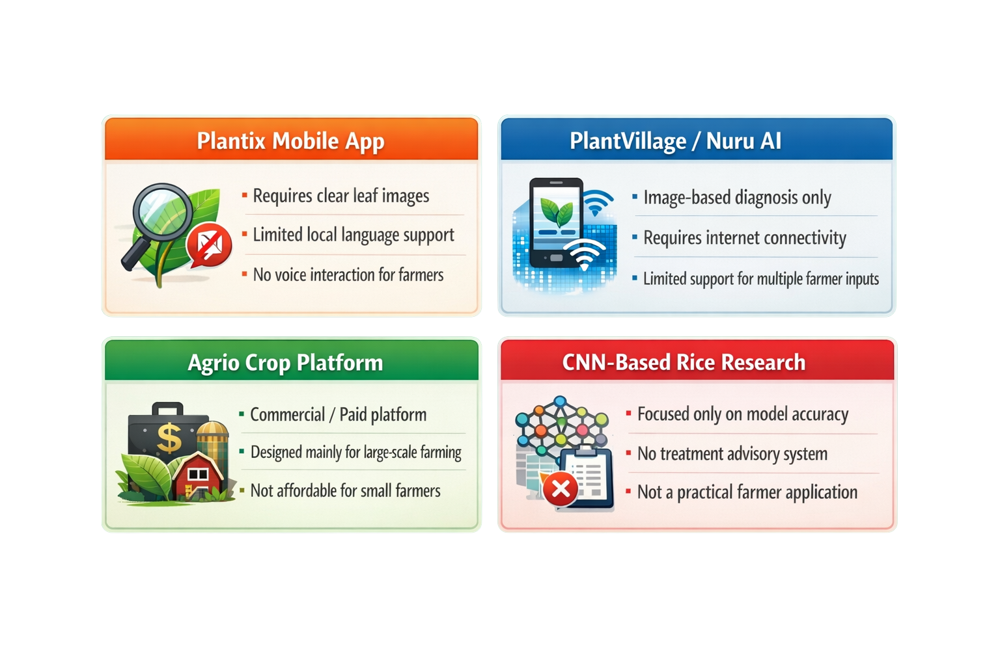 Plantix Mobile App
Requires clear leaf images
Limited local language support
No voice interaction for farmers
PlantVillage / Nuru AI
Image-based diagnosis only
Requires internet connectivity
Limited support for multiple farmer inputs
Agrio Crop Platform
$
Commercial / Paid platform
Designed mainly for large-scale farming
Not affordable for small farmers
CNN-Based Rice Research
Focused only on model accuracy
No treatment advisory system
Not a practical farmer application